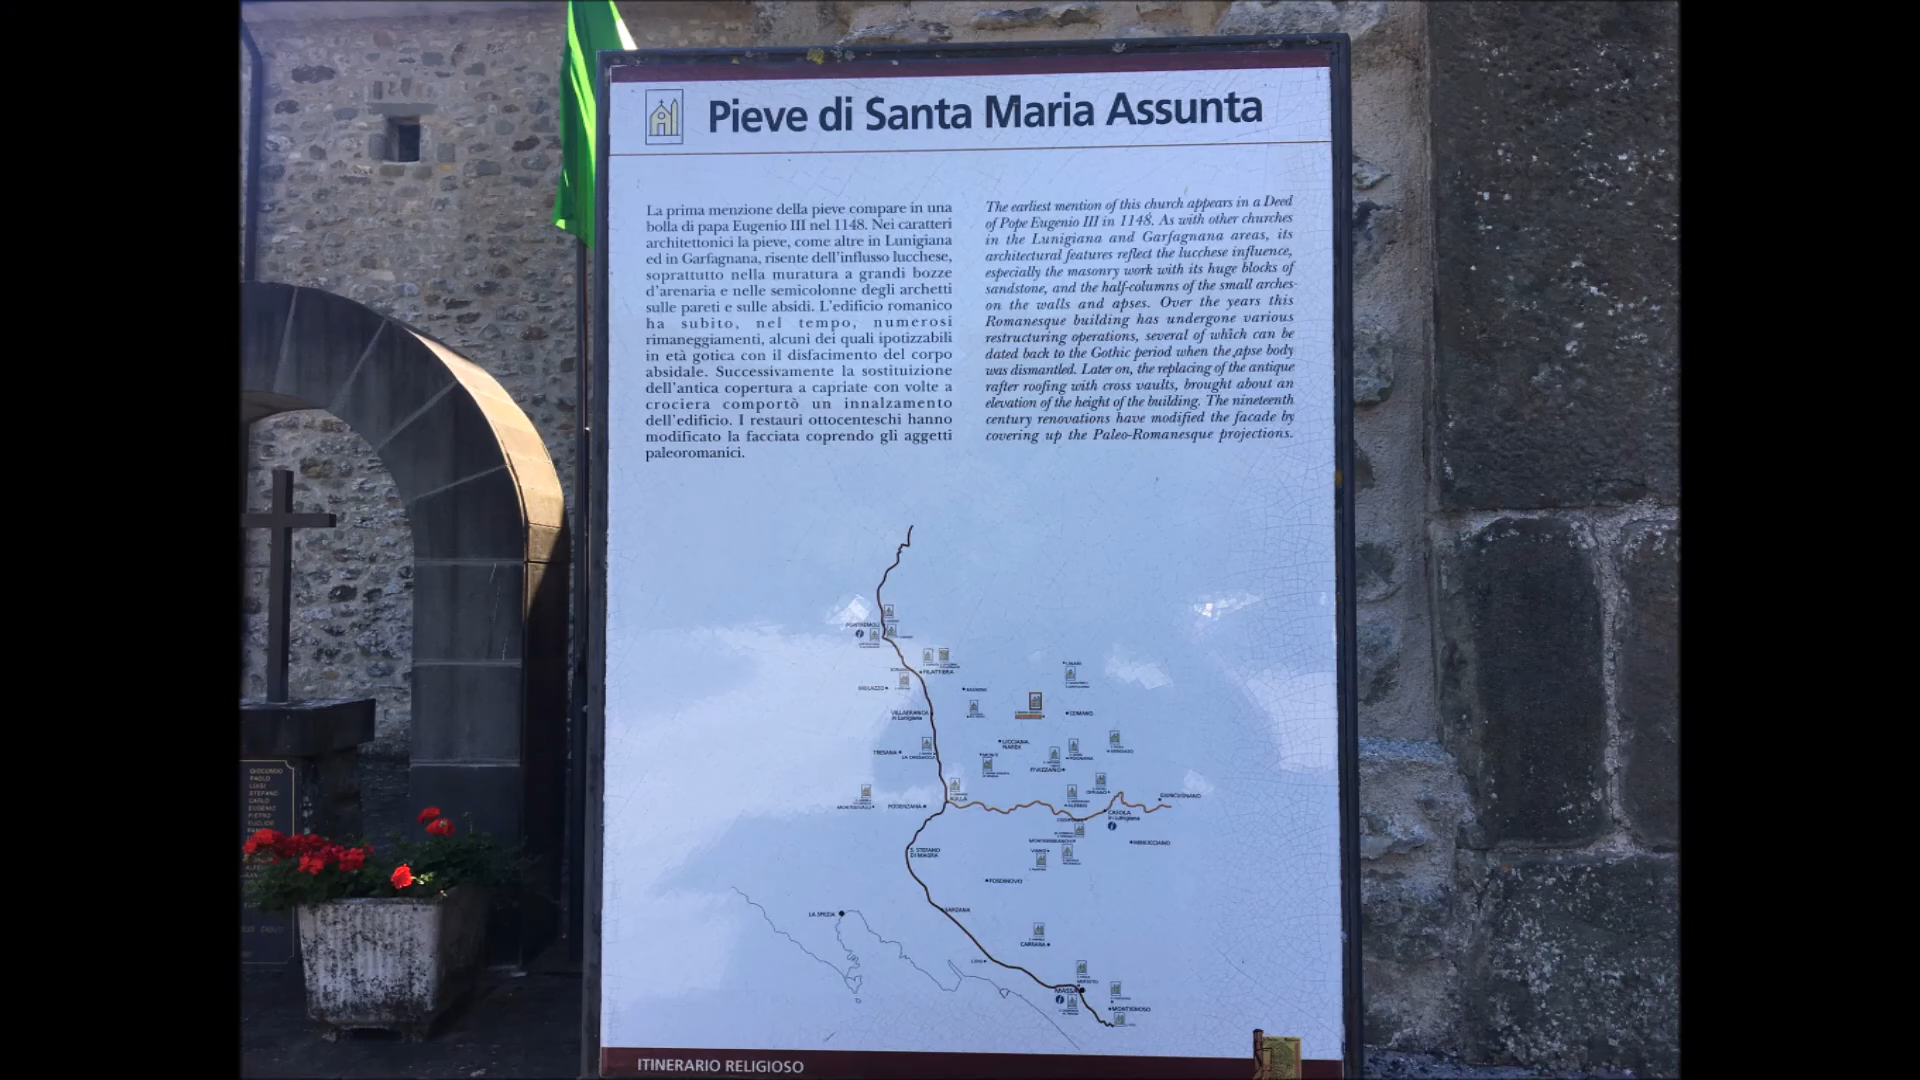 Pieve di Santa Maria Assunta
La prima menzione della pieve compare in una
bolla di papa Eugenio III nel 1148. Nei caratteri
architettonici la pieve, come altre in Lunigiana
ed in Garfagnana, risente dell'influsso lucchese,
soprattutto nella muratura a grandi bozze
d'arenaria e nelle semicolonne degli archetti
sulle pareti e sulle absidi. L'edificio romanico
ha subito, nel tempo, numerosi
rimaneggiamenti, alcuni dei quali ipotizzabili
in età gotica con il disfacimento del corpo
absidale. Successivamente la sostituizione
dell'antica copertura a capriate con volte a
crociera comportò un innalzamento
dell'edificio. I restauri ottocenteschi hanno
modificato la facciata coprendo gli aggetti
paleoromanici.
The earliest mention of this church appears in a Deed
of Pope Eugenio III in 1148. As with other churches
in the Lunigiana and Garfagnana areas, its
architectural features reflect the lucchese influence,
especially the masonry work with its huge blocks of
sandstone, and the half-columns of the small arches
on the walls and apses. Over the years this
Romanesque building has undergone various
restructuring operations, several of which can be
dated back to the Gothic period when the apse body
was dismantled. Later on, the replacing of the antique
rafter roofing with cross vaults, brought about an
elevation of the height of the building. The nineteenth
century renovations have modified the facade by
covering up the Paleo-Romanesque projections.
PONTREMOLI
FILATTIERA
MULAZZO
VILLAFRANCA
in Lunigiana
COMANO
LICCIANA
NARDI
TRESANA
FIVIZZANO
PODENZANA
AULLA
CASOLA
in Lunigiana
MINUCCIANO
S. STEFANO
DI MAGRA
FOSDINOVO
SARZANA
LA SPEZIA
CARRARA
MASSA
MONTIGNOSO
ITINERARIO RELIGIOSO
GIOCONDO
PAOLO
LUIGI
STEFANO
CARLO
EUGENIO
PIETRO
EUCLIDE